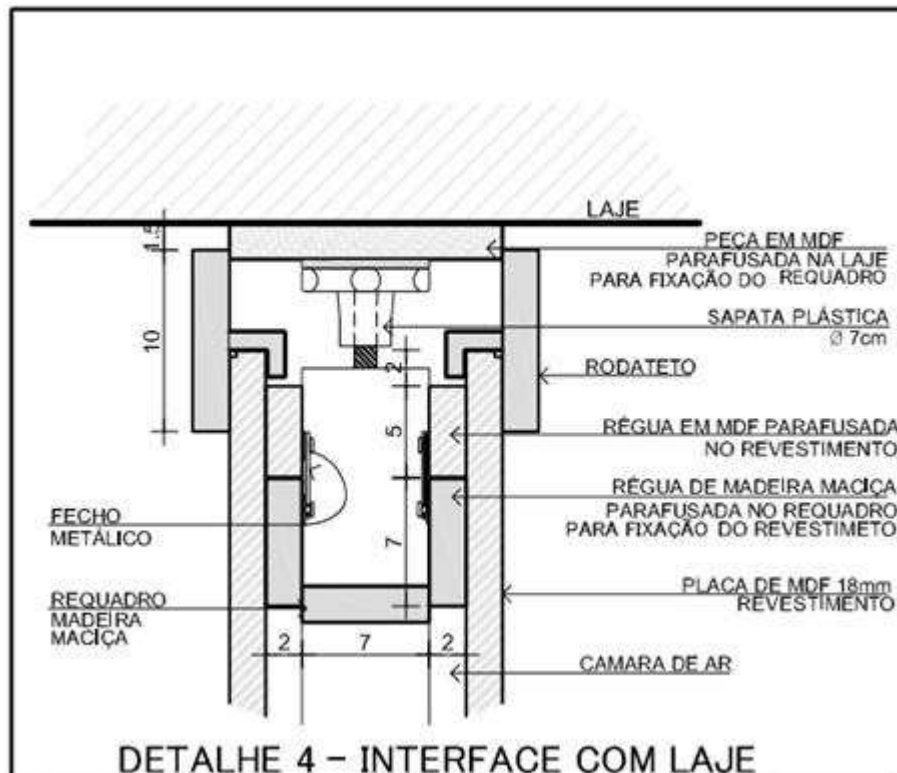 LAJE
1.5
PEÇA EM MDF
PARAFUSADA NA LAJE
PARA FIXAÇÃO DO REQUADRO
10
SAPATA PLÁSTICA
Ø 7cm
2
RODATETO
5
RÉGUA EM MDF PARAFUSADA
NO REVESTIMENTO
RÉGUA DE MADEIRA MACIÇA
PARAFUSADA NO REQUADRO
PARA FIXAÇÃO DO REVESTIMETO
FECHO
METÁLICO
7
PLACA DE MDF 18mm
REVESTIMENTO
REQUADRO
MADEIRA
MACIÇA
2
7
2
CAMARA DE AR
DETALHE 4 - INTERFACE COM LAJE